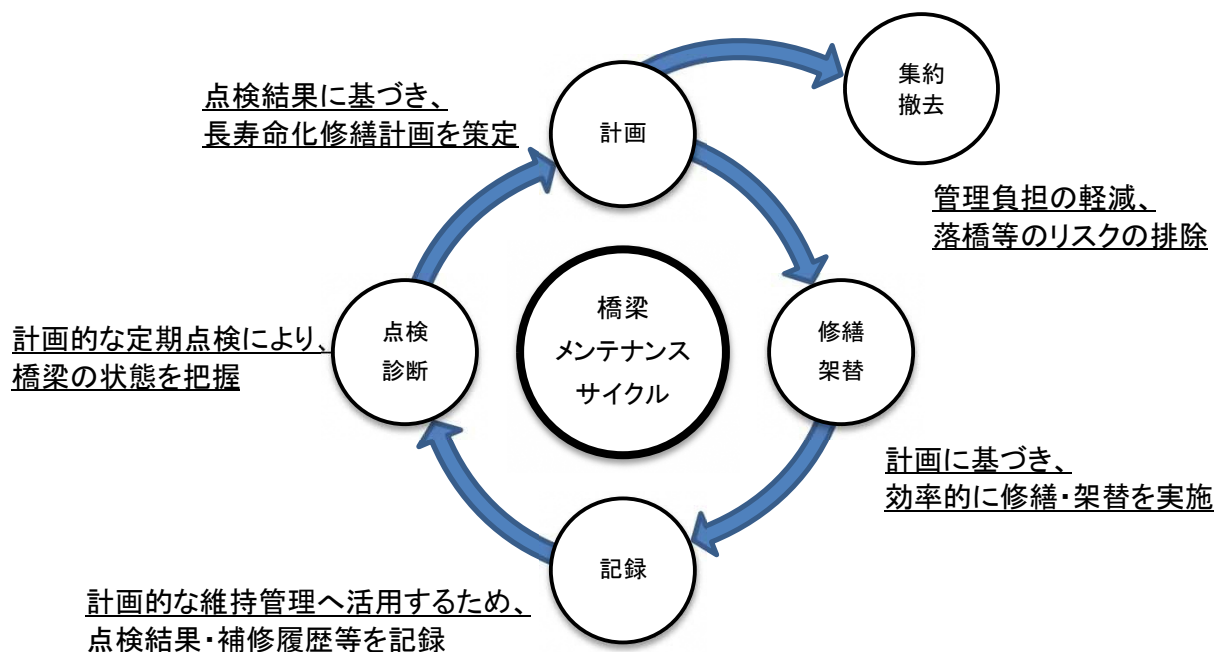 集約
撤去
点検結果に基づき、
長寿命化修繕計画を策定
計画
管理負担の軽減、
落橋等のリスクの排除
橋梁
メンテナンス
サイクル
計画的な定期点検により、
橋梁の状態を把握
点検
診断
修繕
架替
計画に基づき、
効率的に修繕・架替を実施
記録
計画的な維持管理へ活用するため、
点検結果・補修履歴等を記録